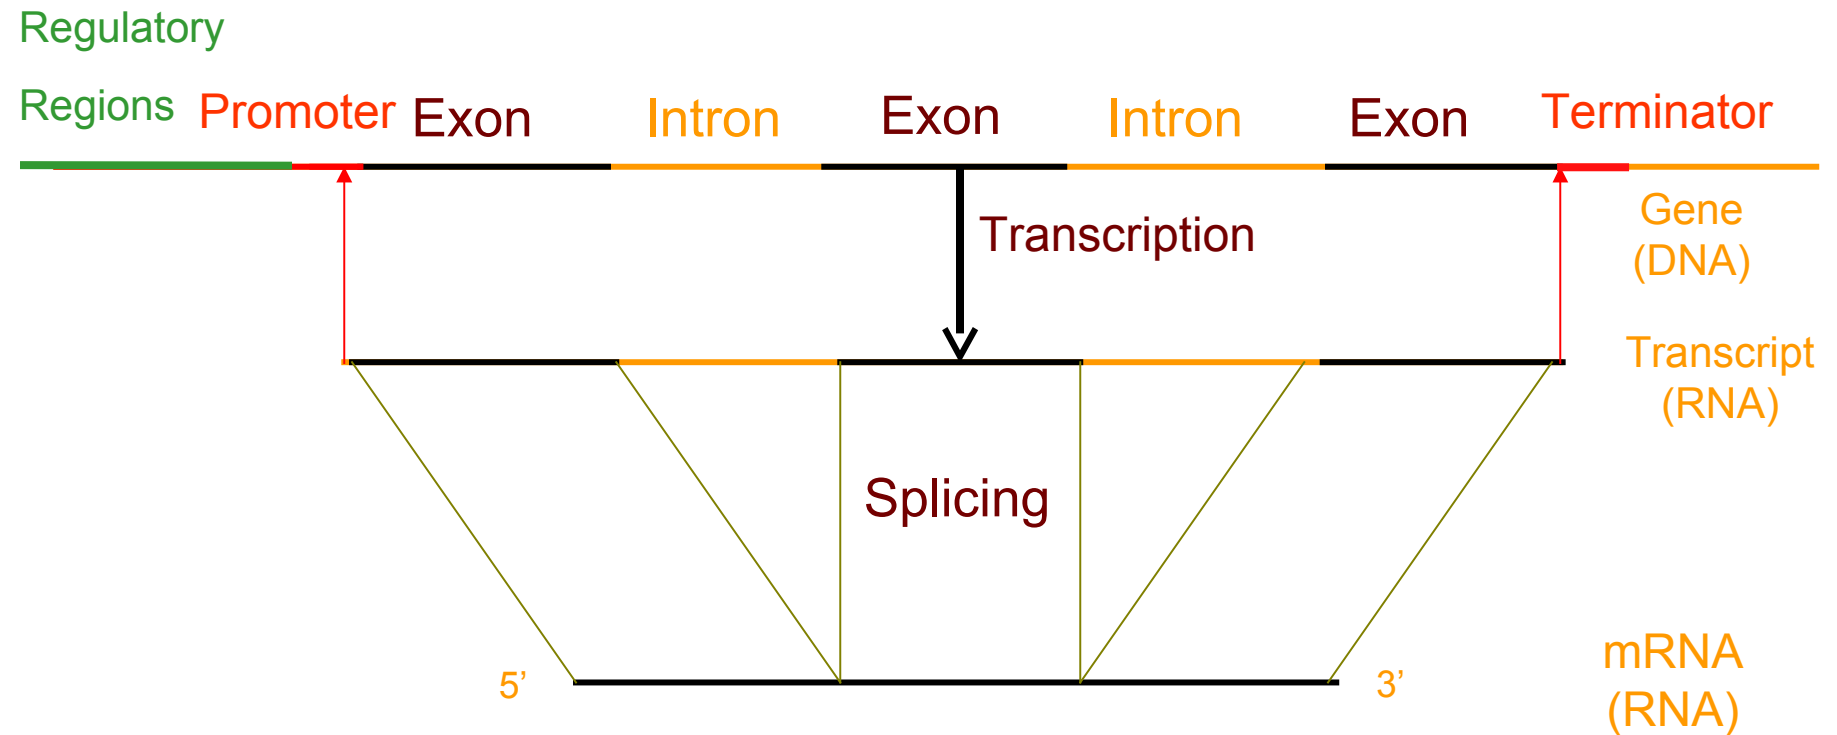 Regulatory
Regions Promoter Exon Intron Exon Intron Exon Terminator
Transcription
Gene
(DNA)
Transcript
(RNA)
Splicing
5’ 3’
mRNA
(RNA)